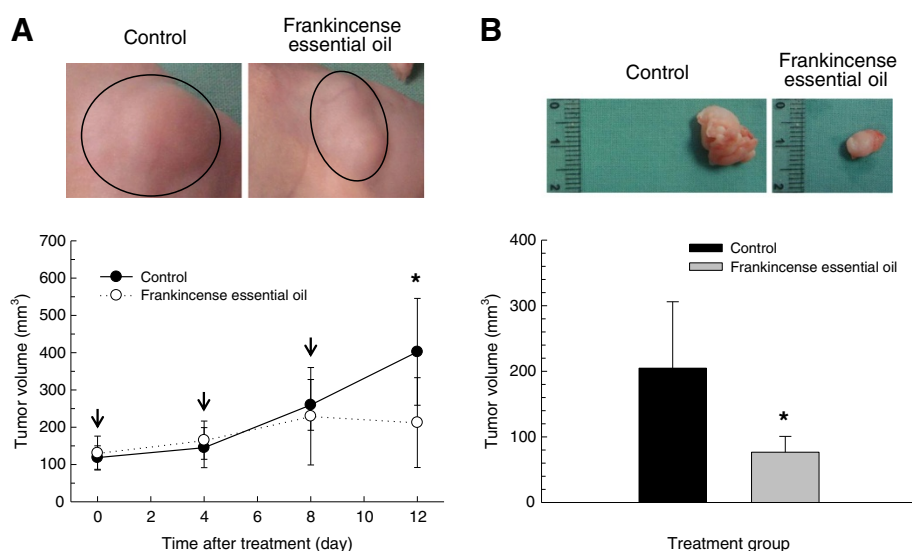 A
Control
Frankincense
essential oil
700
600
500
400
300
200
100
0
Tumor volume (mm³)
Control
Frankincense essential oil
*
0 2 4 6 8 10 12
Time after treatment (day)
B
Control
Frankincense
essential oil
0
1
2
0
1
2
400
300
200
100
0
Tumor volume (mm³)
Control
Frankincense essential oil
*
Treatment group